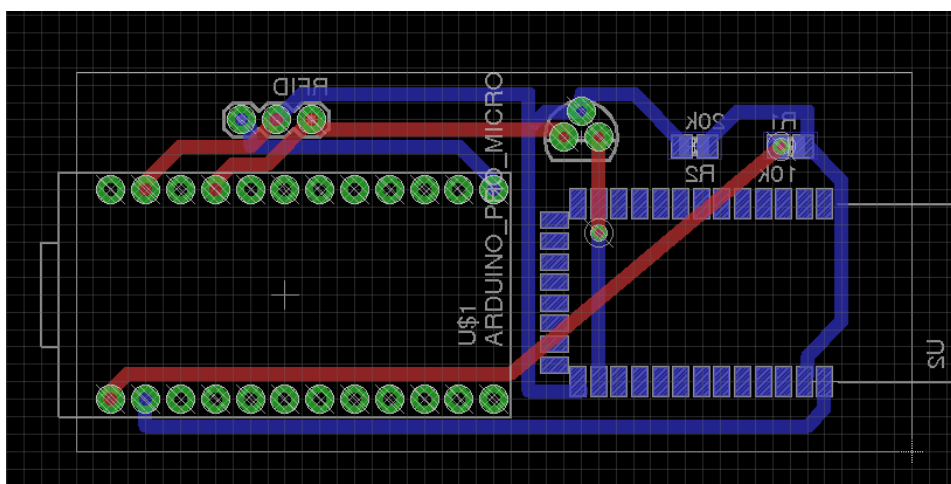 RFID
ARDUINO_PRO_MICRO
U$1
20k
R2
R1
10k
U2